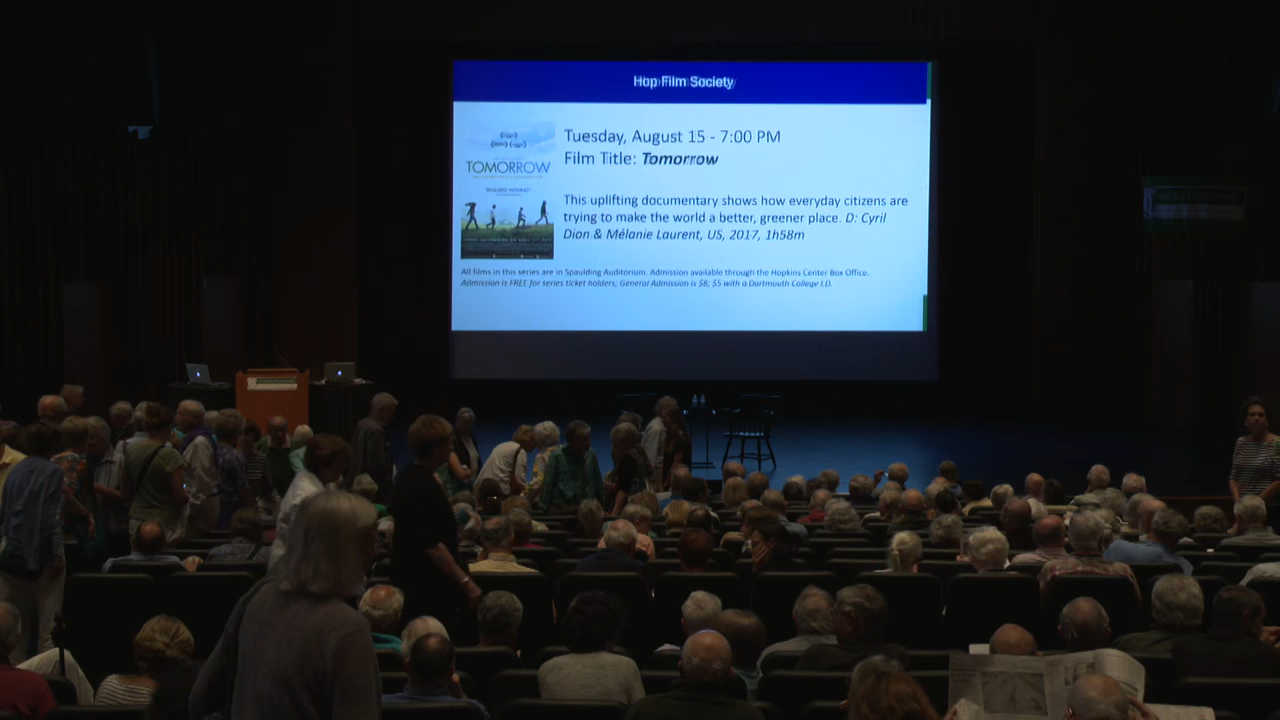 Hop Film Society
Tuesday, August 15 - 7:00 PM
Film Title: Tomorrow
TOMORROW
This uplifting documentary shows how everyday citizens are
trying to make the world a better, greener place. D: Cyril
Dion & Mélanie Laurent, US, 2017, 1h58m
All films in this series are in Spaulding Auditorium. Admission available through the Hopkins Center Box Office.
Admission is FREE for series ticket holders; General Admission is $8; $5 with a Dartmouth College I.D.